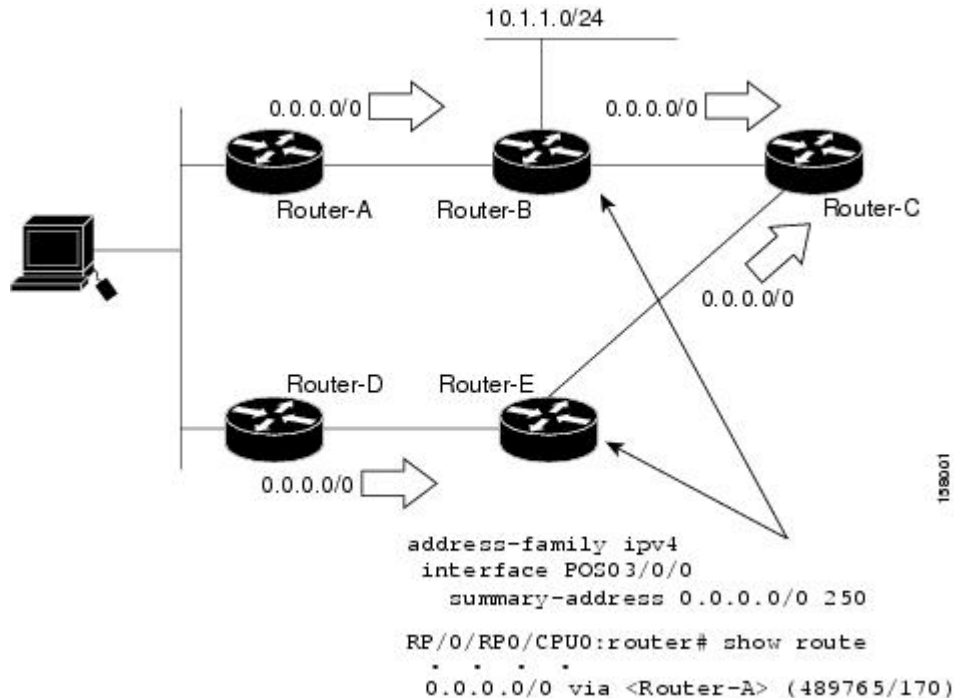 10.1.1.0/24
0.0.0.0/0
0.0.0.0/0
Router-A
Router-B
Router-C
0.0.0.0/0
Router-D
Router-E
0.0.0.0/0
158001
address-family ipv4
interface POS03/0/0
summary-address 0.0.0.0/0 250
RP/0/RP0/CPU0:router# show route
. . . .
0.0.0.0/0 via <Router-A> (489765/170)